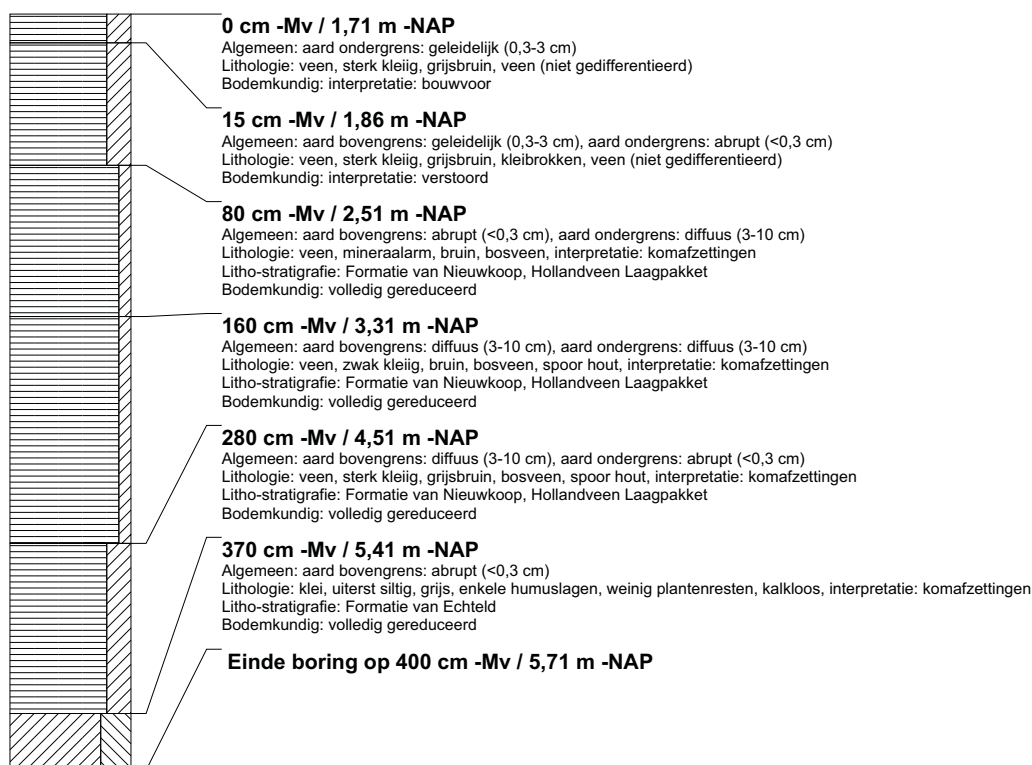 0 cm -Mv / 1,71 m -NAP
Algemeen: aard ondergrens: geleidelijk (0,3-3 cm)
Lithologie: veen, sterk kleiig, grijsbruin, veen (niet gedifferentieerd)
Bodemkundig: interpretatie: bouwvoor
15 cm -Mv / 1,86 m -NAP
Algemeen: aard bovengrens: geleidelijk (0,3-3 cm), aard ondergrens: abrupt (<0,3 cm)
Lithologie: veen, sterk kleiig, grijsbruin, kleibrokken, veen (niet gedifferentieerd)
Bodemkundig: interpretatie: verstoord
80 cm -Mv / 2,51 m -NAP
Algemeen: aard bovengrens: abrupt (<0,3 cm), aard ondergrens: diffuus (3-10 cm)
Lithologie: veen, mineraalarm, bruin, bosveen, interpretatie: komafzettingen
Litho-stratigrafie: Formatie van Nieuwkoop, Hollandveen Laagpakket
Bodemkundig: volledig gereduceerd
160 cm -Mv / 3,31 m -NAP
Algemeen: aard bovengrens: diffuus (3-10 cm), aard ondergrens: diffuus (3-10 cm)
Lithologie: veen, zwak kleiig, bruin, bosveen, spoor hout, interpretatie: komafzettingen
Litho-stratigrafie: Formatie van Nieuwkoop, Hollandveen Laagpakket
Bodemkundig: volledig gereduceerd
280 cm -Mv / 4,51 m -NAP
Algemeen: aard bovengrens: diffuus (3-10 cm), aard ondergrens: abrupt (<0,3 cm)
Lithologie: veen, sterk kleiig, grijsbruin, bosveen, spoor hout, interpretatie: komafzettingen
Litho-stratigrafie: Formatie van Nieuwkoop, Hollandveen Laagpakket
Bodemkundig: volledig gereduceerd
370 cm -Mv / 5,41 m -NAP
Algemeen: aard bovengrens: abrupt (<0,3 cm)
Lithologie: klei, uiterst siltig, grijs, enkele humuslagen, weinig plantenresten, kalkloos, interpretatie: komafzettingen
Litho-stratigrafie: Formatie van Echteld
Bodemkundig: volledig gereduceerd
Einde boring op 400 cm -Mv / 5,71 m -NAP